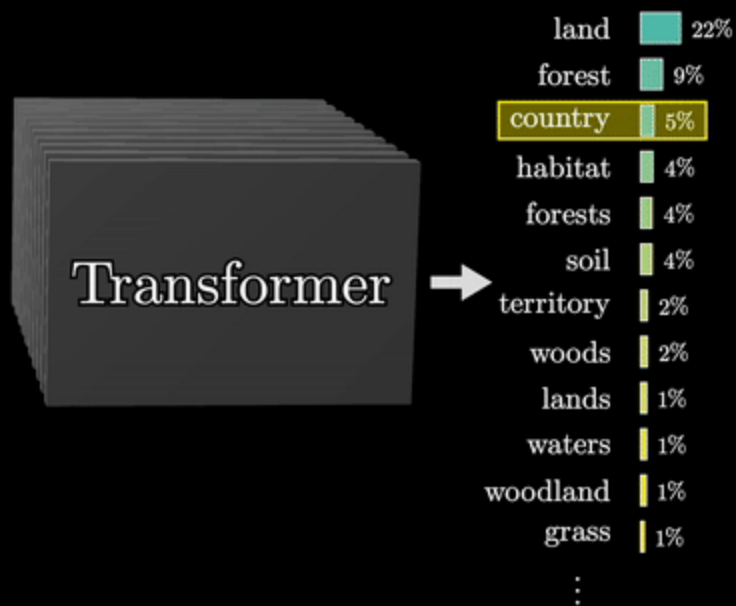 Transformer
land 22%
forest 9%
country 5%
habitat 4%
forests 4%
soil 4%
territory 2%
woods 2%
lands 1%
waters 1%
woodland 1%
grass 1%
⋮